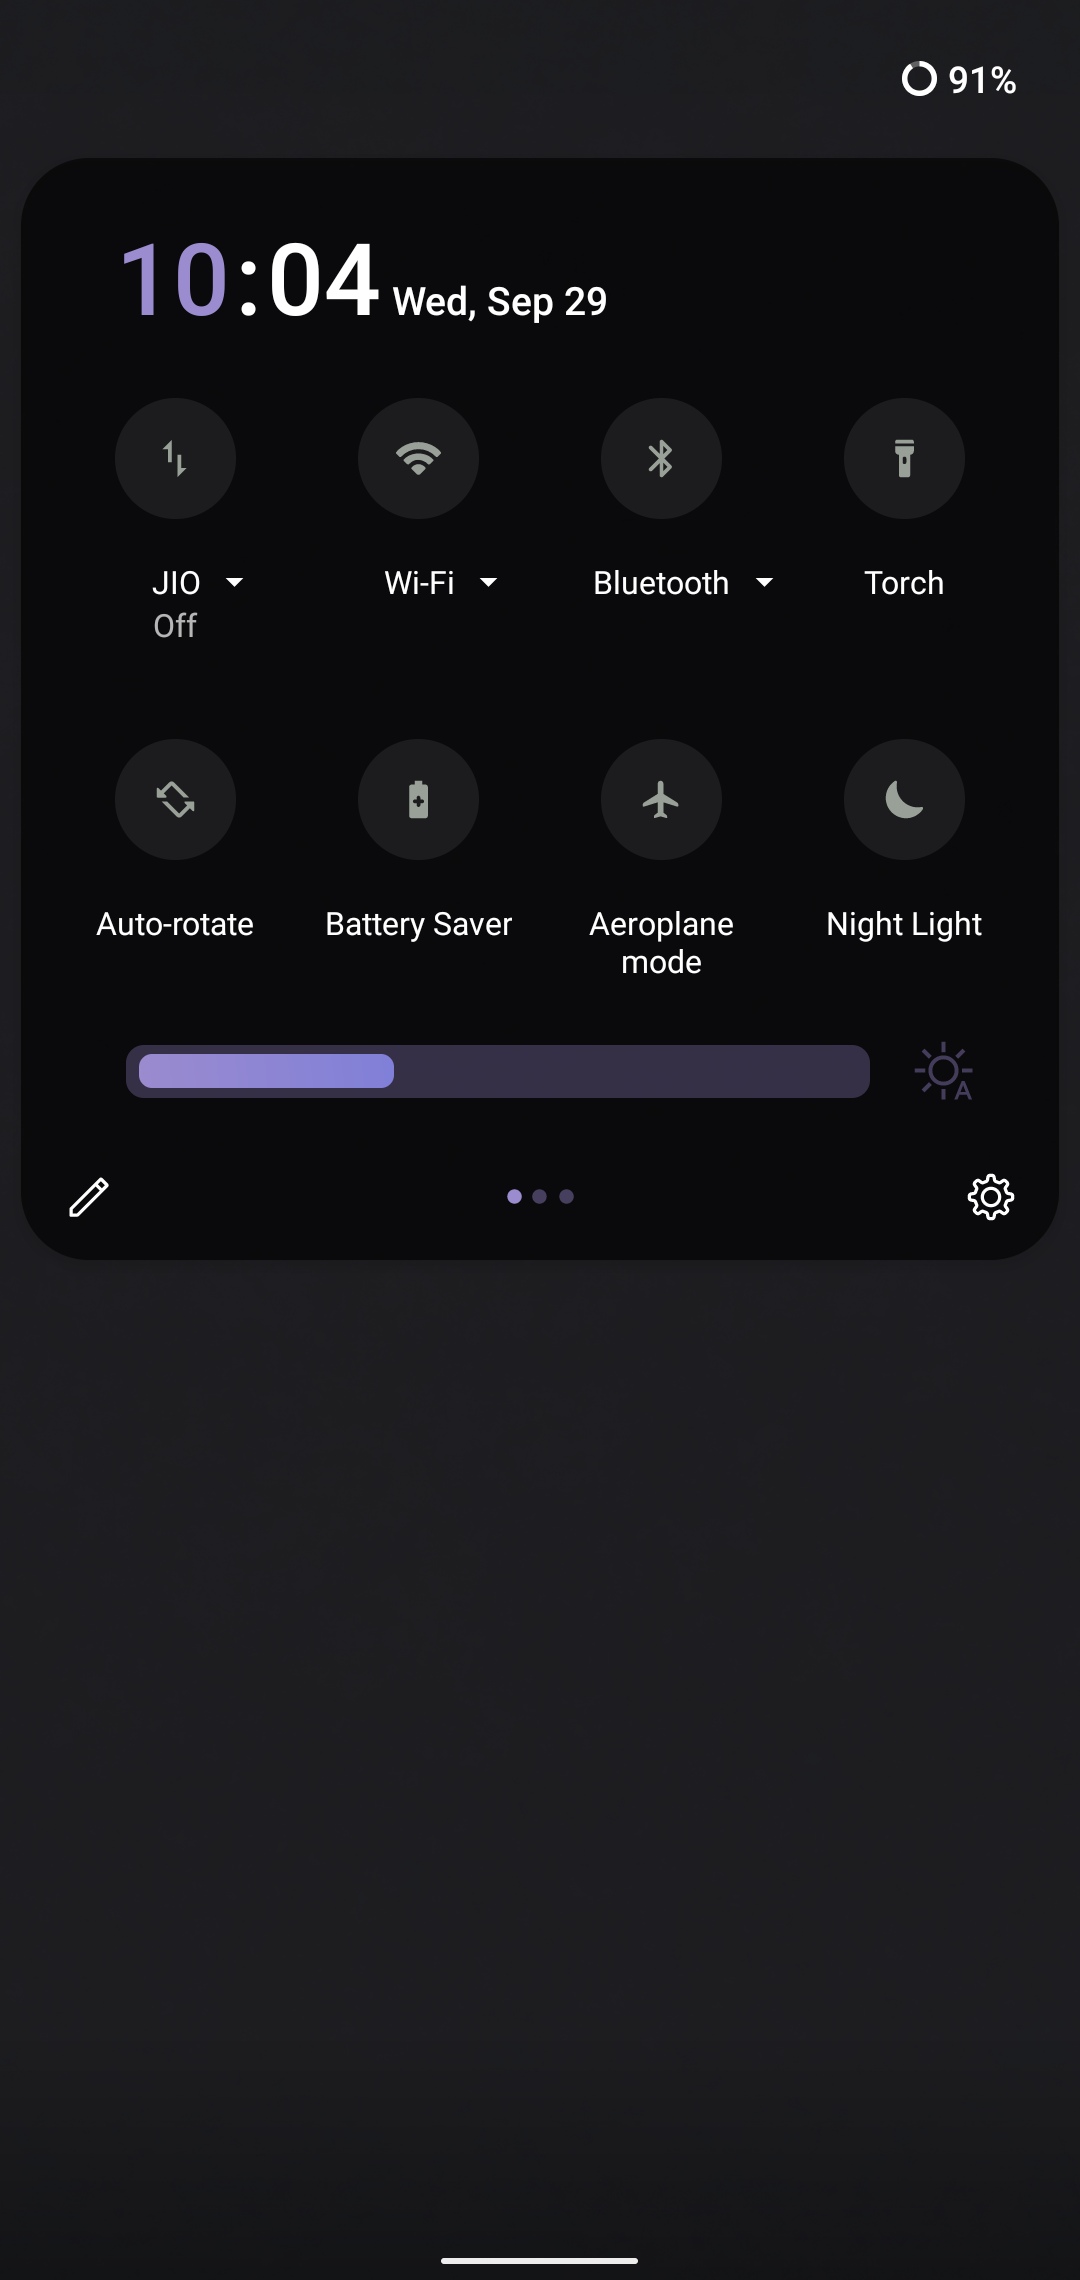 91%
10:04 Wed, Sep 29
JIO
Off
Wi-Fi
Bluetooth
Torch
Auto-rotate
Battery Saver
Aeroplane
mode
Night Light
A